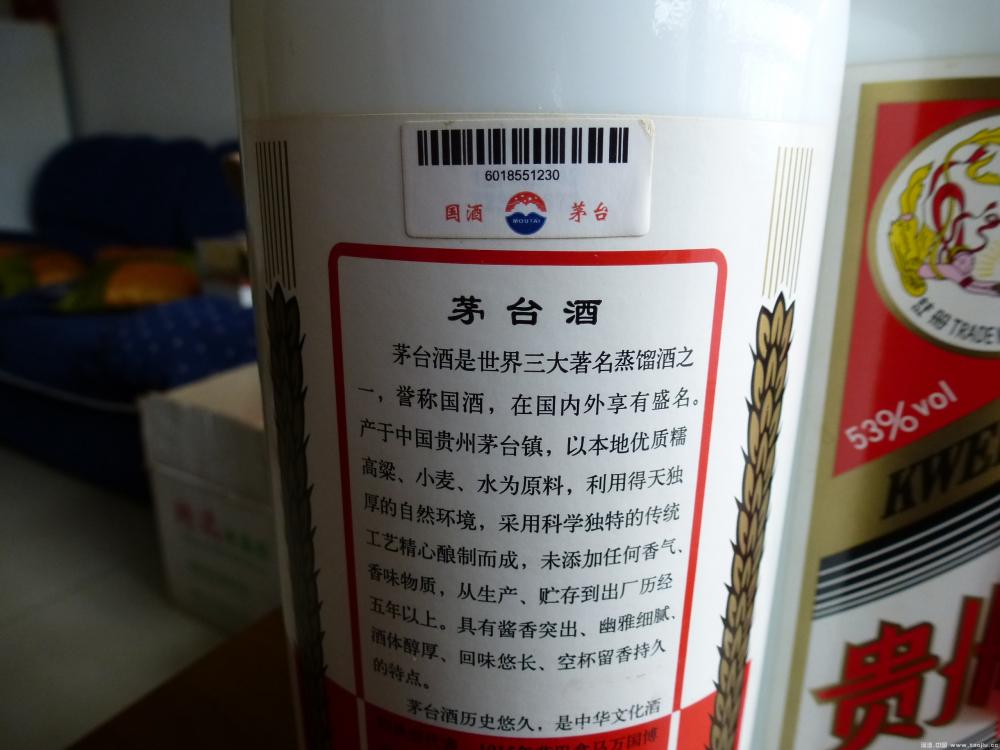 6018551230
国酒 MOUTAI 茅台
茅台酒
茅台酒是世界三大著名蒸馏酒之
一，誉称国酒，在国内外享有盛名。
产于中国贵州茅台镇，以本地优质糯
高粱、小麦、水为原料，利用得天独
厚的自然环境，采用科学独特的传统
工艺精心酿制而成，未添加任何香气、
香味物质，从生产、贮存到出厂历经
五年以上。具有酱香突出、幽雅细腻、
酒体醇厚、回味悠长、空杯留香持久
的特点。
茅台酒历史悠久，是中华文化酒
万国博
注册 TRADE
53%vol
KWE
贵州